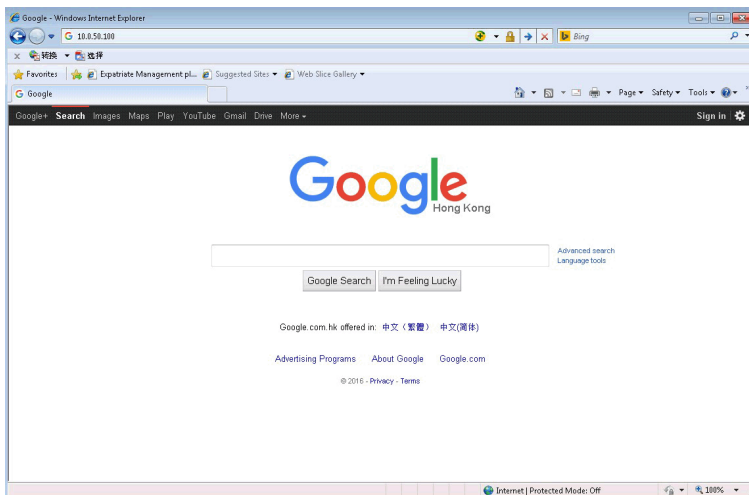 Google - Windows Internet Explorer
10.0.50.100
Bing
x 转换 选择
Favorites Expatriate Management pl... Suggested Sites Web Slice Gallery
Google
Page Safety Tools
Google+ Search Images Maps Play YouTube Gmail Drive More Sign in
Google
Hong Kong
Advanced search
Language tools
Google Search I'm Feeling Lucky
Google.com.hk offered in: 中文（繁體） 中文(简体)
Advertising Programs About Google Google.com
© 2016 - Privacy - Terms
Internet | Protected Mode: Off 100%